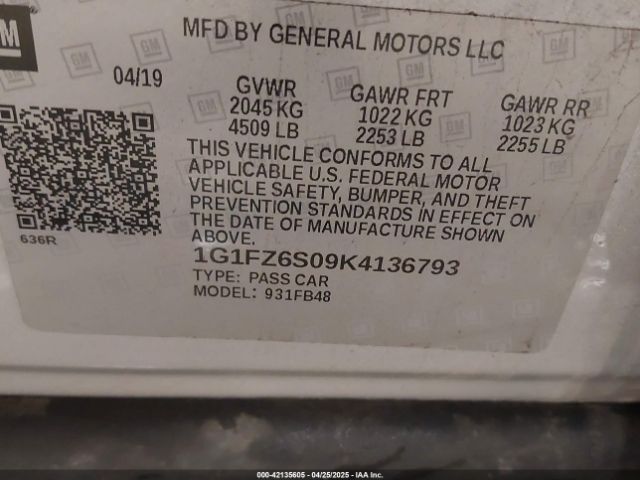 GM
MFD BY GENERAL MOTORS LLC
04/19
GVWR
2045 KG
4509 LB
GAWR FRT
1022 KG
2253 LB
GAWR RR
1023 KG
2255 LB
THIS VEHICLE CONFORMS TO ALL
APPLICABLE U.S. FEDERAL MOTOR
VEHICLE SAFETY, BUMPER, AND THEFT
PREVENTION STANDARDS IN EFFECT ON
THE DATE OF MANUFACTURE SHOWN
ABOVE.
636R
1G1FZ6S09K4136793
TYPE: PASS CAR
MODEL: 931FB48
000-42135605 - 04/25/2025 - IAA Inc.